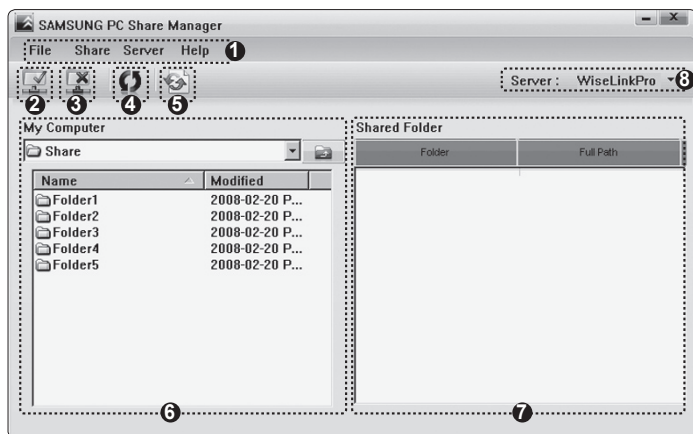 SAMSUNG PC Share Manager
File Share Server Help 1
2 3 4 5
Server : WiseLinkPro 8
My Computer
Share
Name Modified
Folder1 2008-02-20 P...
Folder2 2008-02-20 P...
Folder3 2008-02-20 P...
Folder4 2008-02-20 P...
Folder5 2008-02-20 P...
6
Shared Folder
Folder Full Path
7